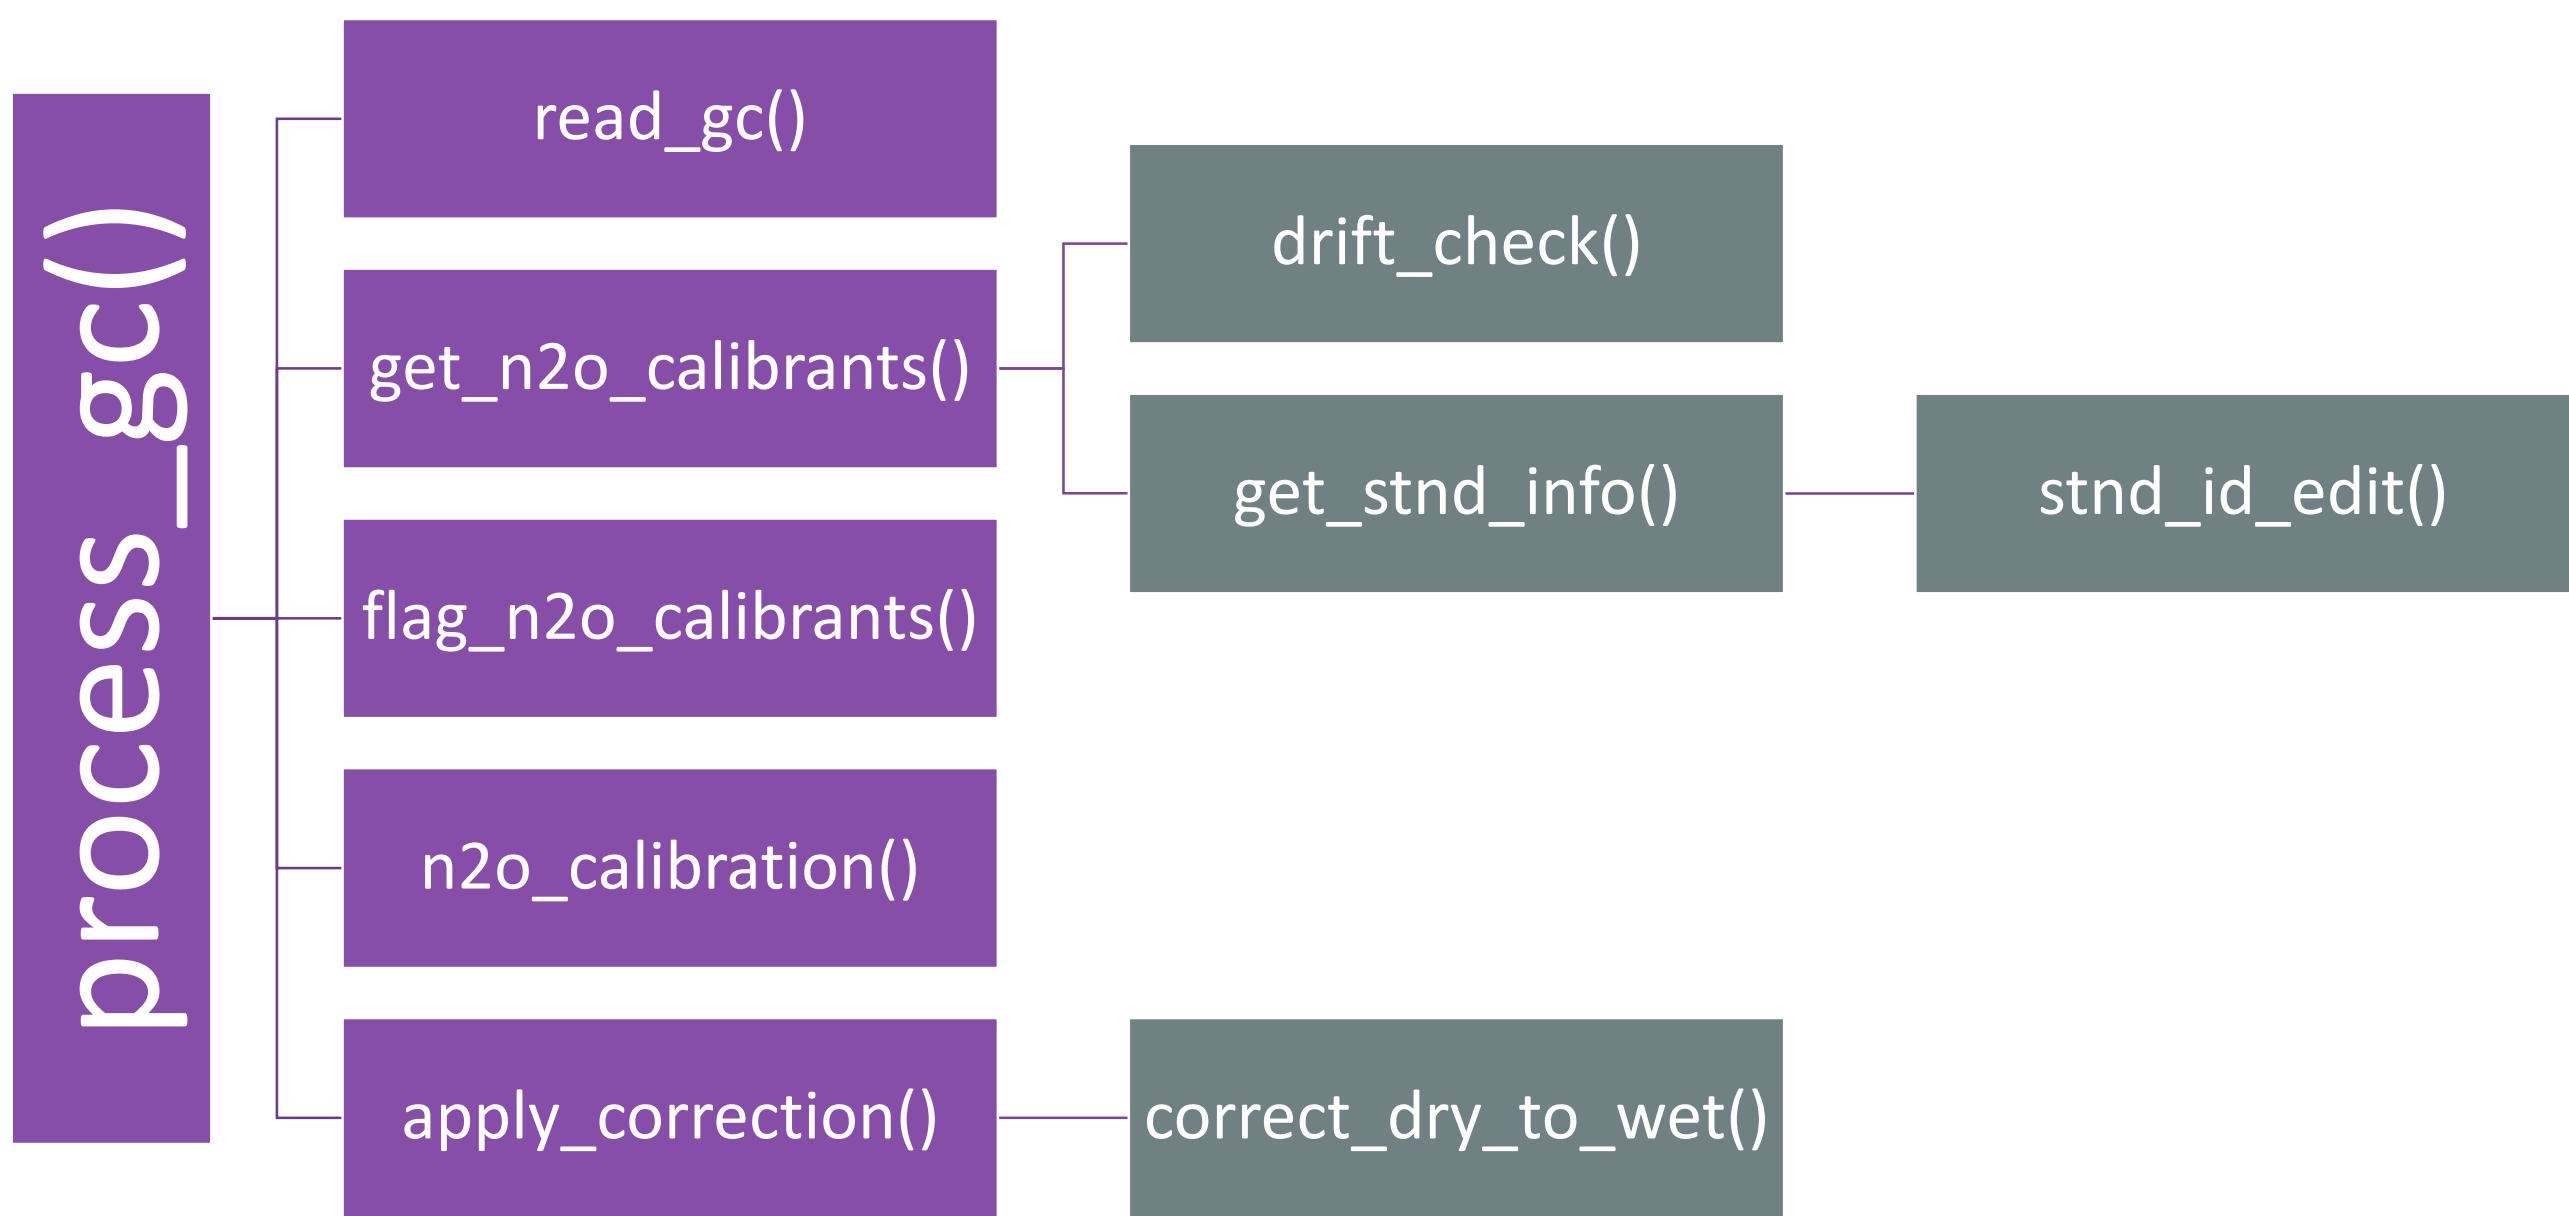 process_gc()
read_gc()
get_n2o_calibrants()
drift_check()
get_stnd_info()
stnd_id_edit()
flag_n2o_calibrants()
n2o_calibration()
apply_correction()
correct_dry_to_wet()